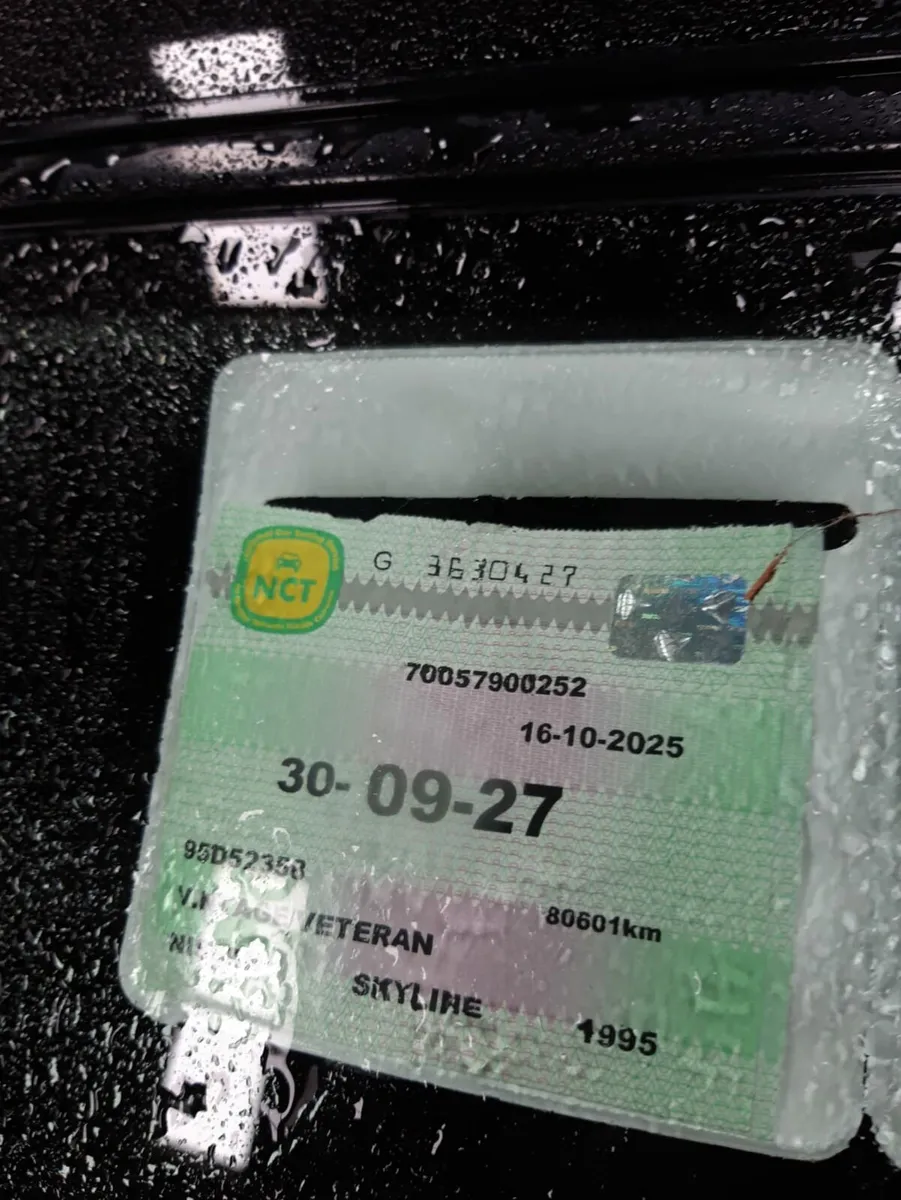 NCT
G 3630427
70057900252
16-10-2025
30-09-27
95D52358
80601km
VETERAN
SKYLINE
1995